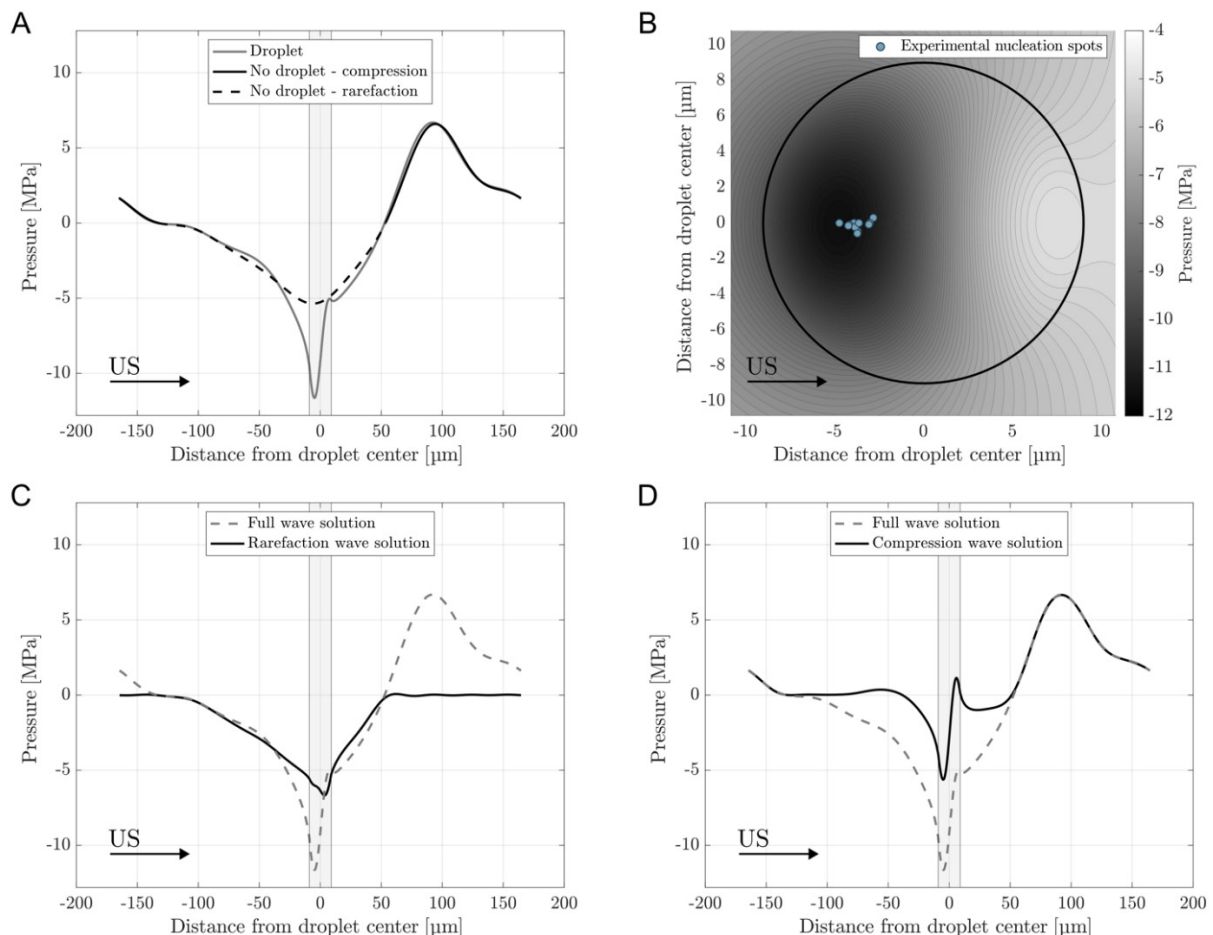 A
Droplet
No droplet - compression
No droplet - rarefaction
10
5
0
-5
-10
Pressure [MPa]
US
-200 -150 -100 -50 0 50 100 150 200
Distance from droplet center [µm]
B
Experimental nucleation spots
10
8
6
4
2
0
-2
-4
-6
-8
-10
Distance from droplet center [µm]
US
-10 -5 0 5 10
Distance from droplet center [µm]
-4
-5
-6
-7
-8
-9
-10
-11
-12
Pressure [MPa]
C
Full wave solution
Rarefaction wave solution
10
5
0
-5
-10
Pressure [MPa]
US
-200 -150 -100 -50 0 50 100 150 200
Distance from droplet center [µm]
D
Full wave solution
Compression wave solution
10
5
0
-5
-10
Pressure [MPa]
US
-200 -150 -100 -50 0 50 100 150 200
Distance from droplet center [µm]